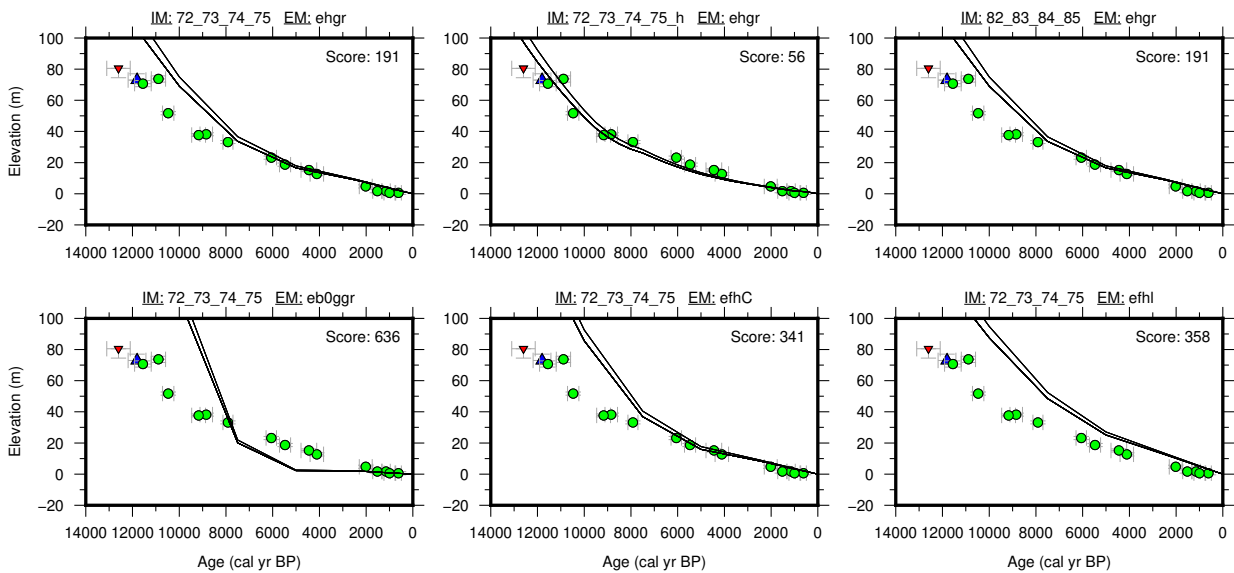 IM: 72_73_74_75 EM: ehgr
IM: 72_73_74_75_h EM: ehgr
IM: 82_83_84_85 EM: ehgr
Score: 191
Score: 56
Score: 191
Elevation (m)
100
80
60
40
20
0
−20
14000 12000 10000 8000 6000 4000 2000 0
14000 12000 10000 8000 6000 4000 2000 0
14000 12000 10000 8000 6000 4000 2000 0
IM: 72_73_74_75 EM: eb0ggr
IM: 72_73_74_75 EM: efhC
IM: 72_73_74_75 EM: efhl
Score: 636
Score: 341
Score: 358
Elevation (m)
100
80
60
40
20
0
−20
14000 12000 10000 8000 6000 4000 2000 0
14000 12000 10000 8000 6000 4000 2000 0
14000 12000 10000 8000 6000 4000 2000 0
Age (cal yr BP)
Age (cal yr BP)
Age (cal yr BP)